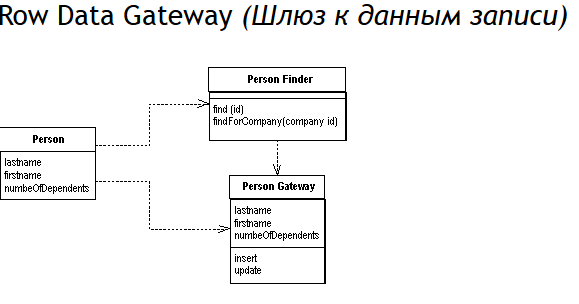 Row Data Gateway (Шлюз к данным записи)
Person Finder
find (id)
findForCompany(company id)
Person
lastname
firstname
numbeOfDependents
Person Gateway
lastname
firstname
numbeOfDependents
insert
update